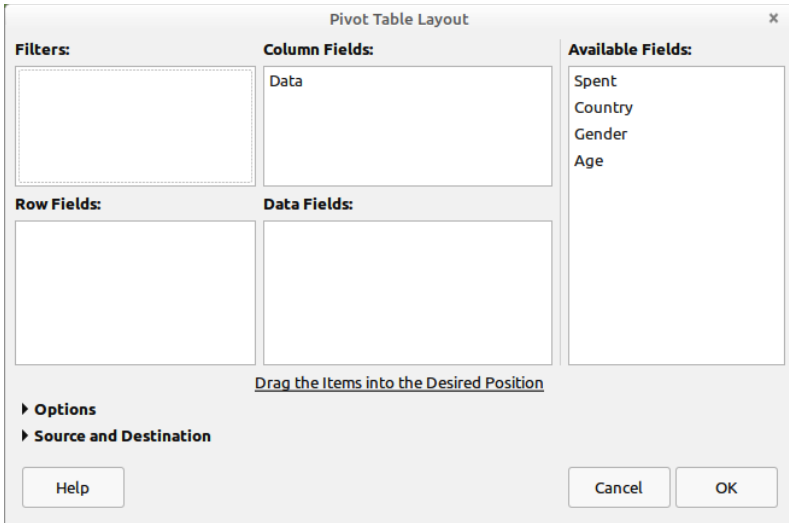 Pivot Table Layout
×
Filters:
Column Fields:
Available Fields:
Data
Spent
Country
Gender
Age
Row Fields:
Data Fields:
Drag the Items into the Desired Position
Options
Source and Destination
Help
Cancel
OK